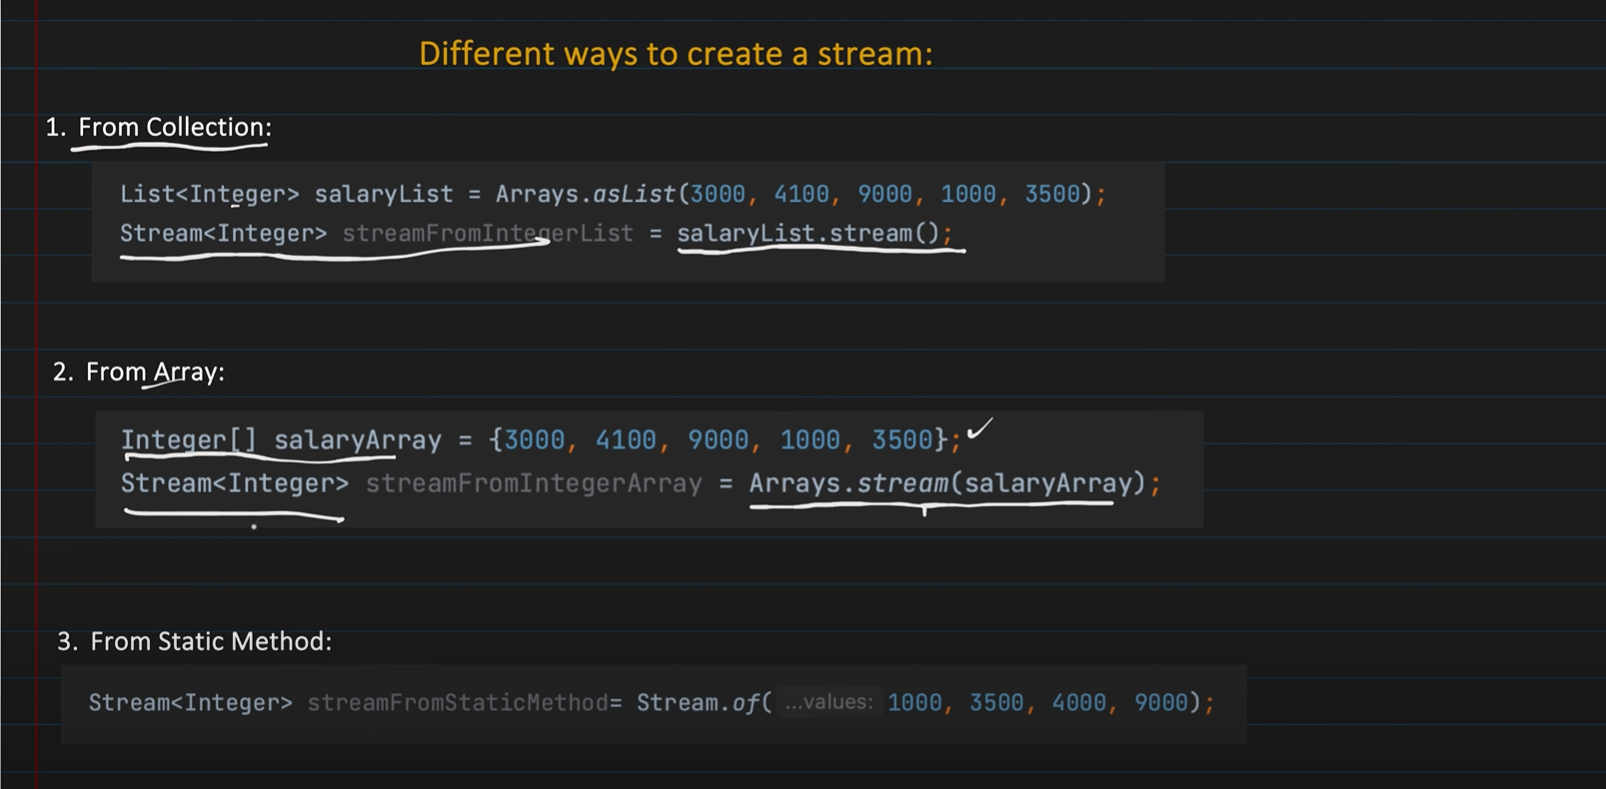 Different ways to create a stream:
1. From Collection:
List<Integer> salaryList = Arrays.asList(3000, 4100, 9000, 1000, 3500);
Stream<Integer> streamFromIntegerList = salaryList.stream();
2. From Array:
Integer[] salaryArray = {3000, 4100, 9000, 1000, 3500};
Stream<Integer> streamFromIntegerArray = Arrays.stream(salaryArray);
3. From Static Method:
Stream<Integer> streamFromStaticMethod= Stream.of( ...values: 1000, 3500, 4000, 9000);